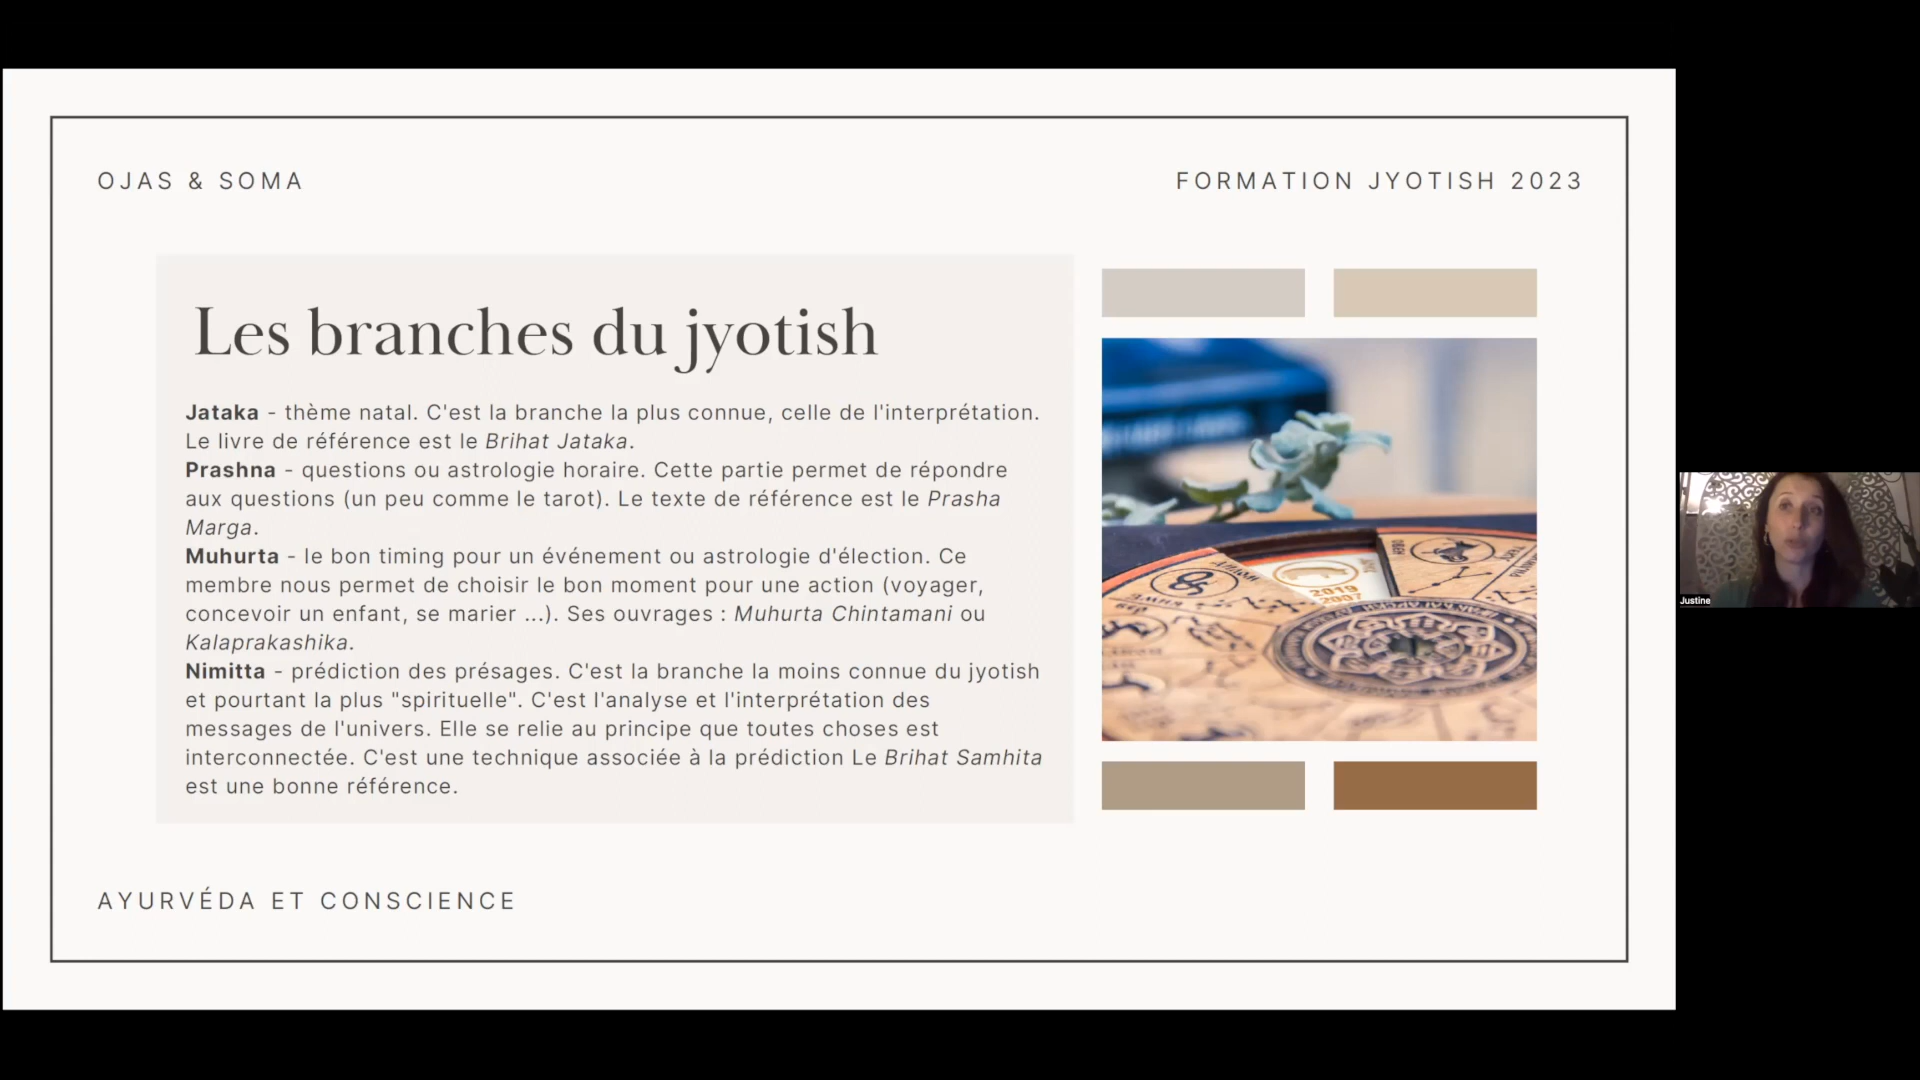 OJAS & SOMA
FORMATION JYOTISH 2023
Les branches du jyotish
Jataka - thème natal. C'est la branche la plus connue, celle de l'interprétation.
Le livre de référence est le Brihat Jataka.
Prashna - questions ou astrologie horaire. Cette partie permet de répondre
aux questions (un peu comme le tarot). Le texte de référence est le Prasha
Marga.
Muhurta - le bon timing pour un événement ou astrologie d'élection. Ce
membre nous permet de choisir le bon moment pour une action (voyager,
concevoir un enfant, se marier ...). Ses ouvrages : Muhurta Chintamani ou
Kalaprakashika.
Nimitta - prédiction des présages. C'est la branche la moins connue du jyotish
et pourtant la plus "spirituelle". C'est l'analyse et l'interprétation des
messages de l'univers. Elle se relie au principe que toutes choses est
interconnectée. C'est une technique associée à la prédiction Le Brihat Samhita
est une bonne référence.
2019
2007
Justine
AYURVÉDA ET CONSCIENCE